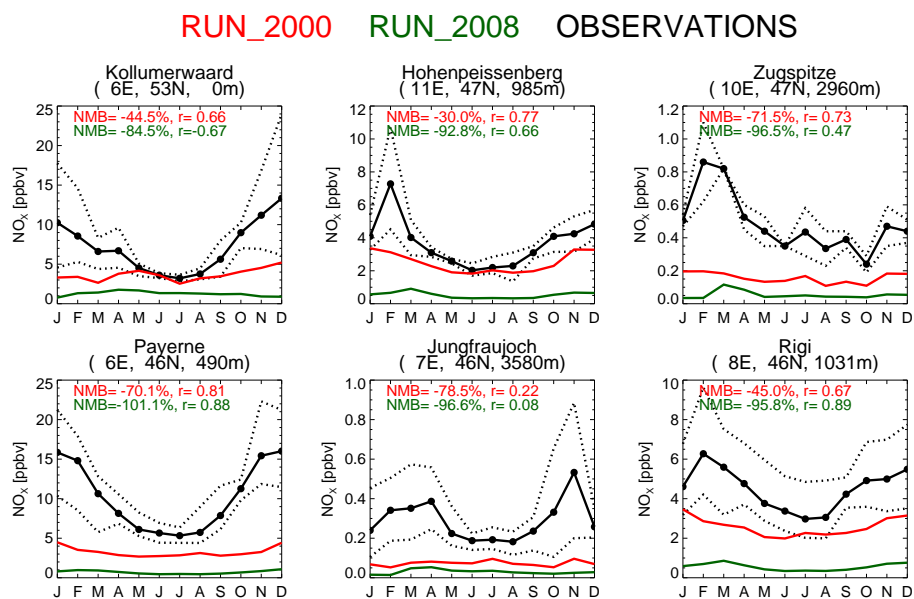 RUN_2000 RUN_2008 OBSERVATIONS
Kollumerwaard
( 6E, 53N, 0m)
NMB= -44.5%, r= 0.66
NMB= -84.5%, r=-0.67
NOx [ppbv]
25
20
15
10
5
0
J F M A M J J A S O N D
Hohenpeissenberg
( 11E, 47N, 985m)
NMB= -30.0%, r= 0.77
NMB= -92.8%, r= 0.66
NOx [ppbv]
10
8
6
4
2
0
J F M A M J J A S O N D
Zugspitze
( 10E, 47N, 2960m)
NMB= -71.5%, r= 0.73
NMB= -96.5%, r= 0.47
NOx [ppbv]
1.2
1.0
0.8
0.6
0.4
0.2
0.0
J F M A M J J A S O N D
Payerne
( 6E, 46N, 490m)
NMB= -70.1%, r= 0.81
NMB=-101.1%, r= 0.88
NOx [ppbv]
25
20
15
10
5
0
J F M A M J J A S O N D
Jungfraujoch
( 7E, 46N, 3580m)
NMB= -78.5%, r= 0.22
NMB= -96.6%, r= 0.08
NOx [ppbv]
1.0
0.8
0.6
0.4
0.2
0.0
J F M A M J J A S O N D
Rigi
( 8E, 46N, 1031m)
NMB= -45.0%, r= 0.67
NMB= -95.8%, r= 0.89
NOx [ppbv]
10
8
6
4
2
0
J F M A M J J A S O N D